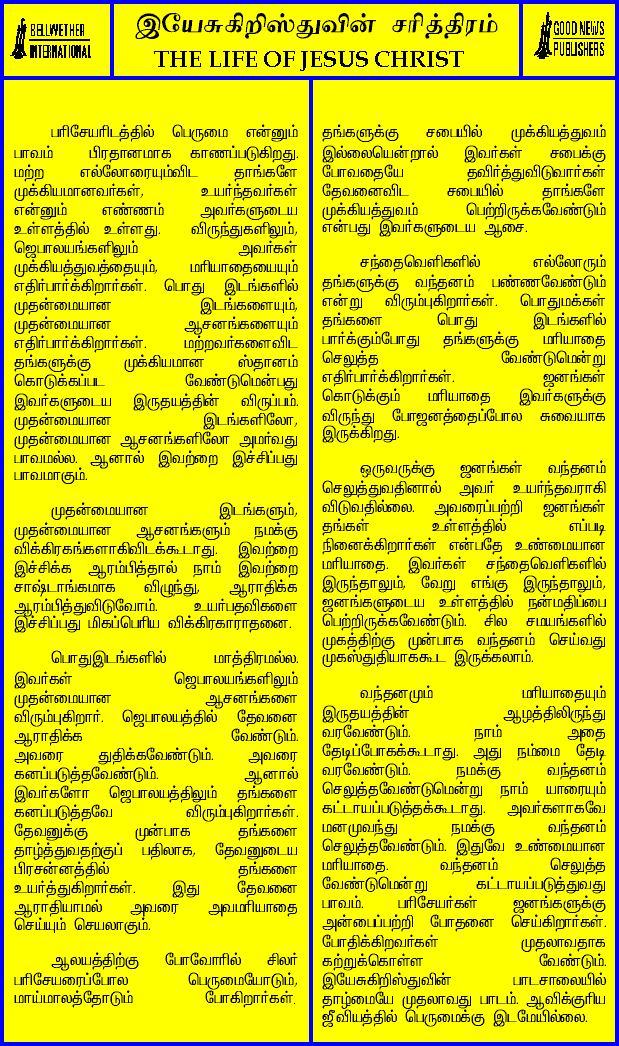 BELLWETHER
INTERNATIONAL
இயேசுகிறிஸ்துவின் சரித்திரம்
THE LIFE OF JESUS CHRIST
GOOD NEWS
PUBLISHERS
பரிசேயரிடத்தில் பெருமை என்னும்
பாவம் பிரதானமாக காணப்படுகிறது.
மற்ற எல்லோரையும்விட தாங்களே
முக்கியமானவர்கள், உயர்ந்தவர்கள்
என்னும் எண்ணம் அவர்களுடைய
உள்ளத்தில் உள்ளது. விருந்துகளிலும்,
ஜெபாலயங்களிலும் அவர்கள்
முக்கியத்துவத்தையும், மரியாதையையும்
எதிர்பார்க்கிறார்கள். பொது இடங்களில்
முதன்மையான இடங்களையும்,
முதன்மையான ஆசனங்களையும்
எதிர்பார்க்கிறார்கள். மற்றவர்களைவிட
தங்களுக்கு முக்கியமான ஸ்தானம்
கொடுக்கப்பட வேண்டுமென்பது
இவர்களுடைய இருதயத்தின் விருப்பம்.
முதன்மையான இடங்களிலோ,
முதன்மையான ஆசனங்களிலோ அமர்வது
பாவமல்ல. ஆனால் இவற்றை இச்சிப்பது
பாவமாகும்.
முதன்மையான இடங்களும்,
முதன்மையான ஆசனங்களும் நமக்கு
விக்கிரகங்களாகிவிடக்கூடாது. இவற்றை
இச்சிக்க ஆரம்பித்தால் நாம் இவற்றை
சாஷ்டாங்கமாக விழுந்து, ஆராதிக்க
ஆரம்பித்துவிடுவோம். உயர்பதவிகளை
இச்சிப்பது மிகப்பெரிய விக்கிரகாராதனை.
பொதுஇடங்களில் மாத்திரமல்ல.
இவர்கள் ஜெபாலயங்களிலும்
முதன்மையான ஆசனங்களை
விரும்புகிறார். ஜெபாலயத்தில் தேவனை
ஆராதிக்க வேண்டும்.
அவரை துதிக்கவேண்டும். அவரை
கனப்படுத்தவேண்டும். ஆனால்
இவர்களோ ஜெபாலயத்திலும் தங்களை
கனப்படுத்தவே விரும்புகிறார்கள்.
தேவனுக்கு முன்பாக தங்களை
தாழ்த்துவதற்குப் பதிலாக, தேவனுடைய
பிரசன்னத்தில் தங்களை
உயர்த்துகிறார்கள். இது தேவனை
ஆராதியாமல் அவரை அவமரியாதை
செய்யும் செயலாகும்.
ஆலயத்திற்கு போவோரில் சிலர்
பரிசேயரைப்போல பெருமையோடும்,
மாய்மாலத்தோடும் போகிறார்கள்.
தங்களுக்கு சபையில் முக்கியத்துவம்
இல்லையென்றால் இவர்கள் சபைக்கு
போவதையே தவிர்த்துவிடுவார்கள்
தேவனைவிட சபையில் தாங்களே
முக்கியத்துவம் பெற்றிருக்கவேண்டும்
என்பது இவர்களுடைய ஆசை.
சந்தைவெளிகளில் எல்லோரும்
தங்களுக்கு வந்தனம் பண்ணவேண்டும்
என்று விரும்புகிறார்கள். பொதுமக்கள்
தங்களை பொது இடங்களில்
பார்க்கும்போது தங்களுக்கு மரியாதை
செலுத்த வேண்டுமென்று
எதிர்பார்க்கிறார்கள். ஜனங்கள்
கொடுக்கும் மரியாதை இவர்களுக்கு
விருந்து போஜனத்தைப்போல சுவையாக
இருக்கிறது.
ஒருவருக்கு ஜனங்கள் வந்தனம்
செலுத்துவதினால் அவர் உயர்ந்தவராகி
விடுவதில்லை. அவரைப்பற்றி ஜனங்கள்
தங்கள் உள்ளத்தில் எப்படி
நினைக்கிறார்கள் என்பதே உண்மையான
மரியாதை. இவர்கள் சந்தைவெளிகளில்
இருந்தாலும், வேறு எங்கு இருந்தாலும்,
ஜனங்களுடைய உள்ளத்தில் நன்மதிப்பை
பெற்றிருக்கவேண்டும். சில சமயங்களில்
முகத்திற்கு முன்பாக வந்தனம் செய்வது
முகஸ்துதியாககூட இருக்கலாம்.
வந்தனமும் மரியாதையும்
இருதயத்தின் ஆழத்திலிருந்து
வரவேண்டும். நாம் அதை
தேடிப்போகக்கூடாது. அது நம்மை தேடி
வரவேண்டும். நமக்கு வந்தனம்
செலுத்தவேண்டுமென்று நாம் யாரையும்
கட்டாயப்படுத்தக்கூடாது. அவர்களாகவே
மனமுவந்து நமக்கு வந்தனம்
செலுத்தவேண்டும். இதுவே உண்மையான
மரியாதை. வந்தனம் செலுத்த
வேண்டுமென்று கட்டாயப்படுத்துவது
பாவம். பரிசேயர்கள் ஜனங்களுக்கு
அன்பைப்பற்றி போதனை செய்கிறார்கள்.
போதிக்கிறவர்கள் முதலாவதாக
கற்றுக்கொள்ள வேண்டும்.
இயேசுகிறிஸ்துவின் பாடசாலையில்
தாழ்மையே முதலாவது பாடம். ஆவிக்குரிய
ஜீவியத்தில் பெருமைக்கு இடமேயில்லை.